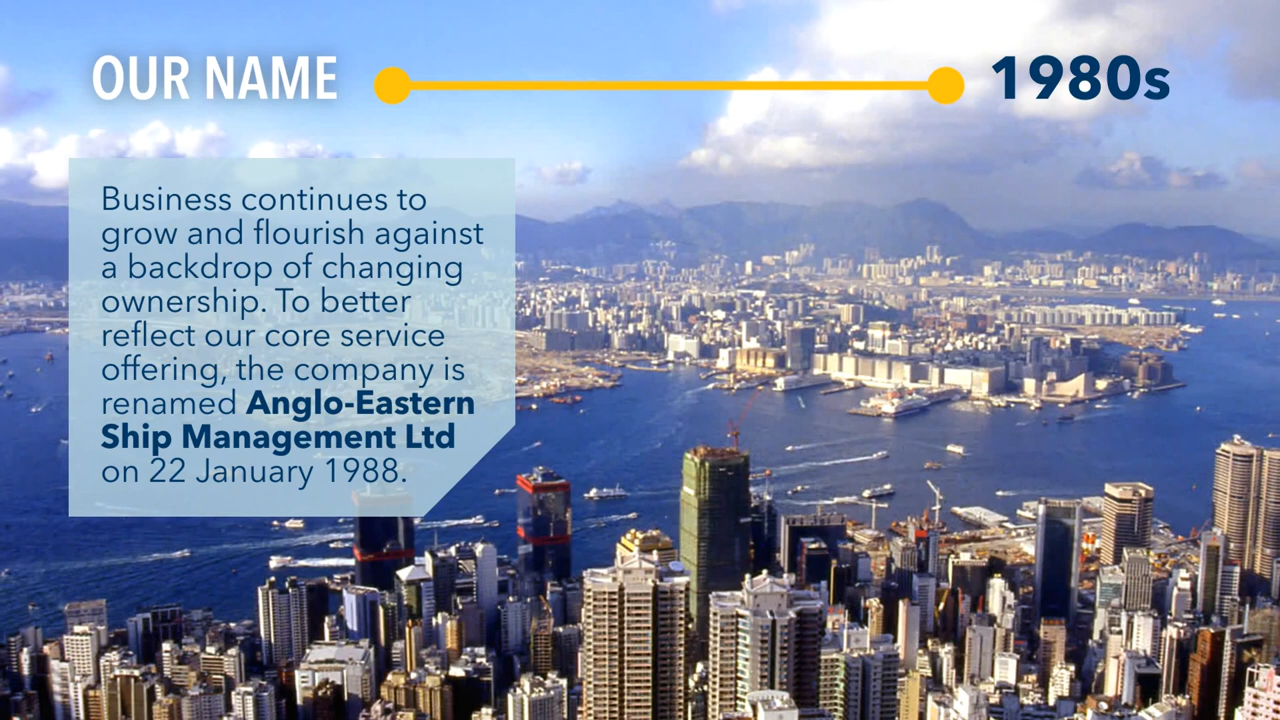 OUR NAME
1980s
Business continues to
grow and flourish against
a backdrop of changing
ownership. To better
reflect our core service
offering, the company is
renamed Anglo-Eastern
Ship Management Ltd
on 22 January 1988.